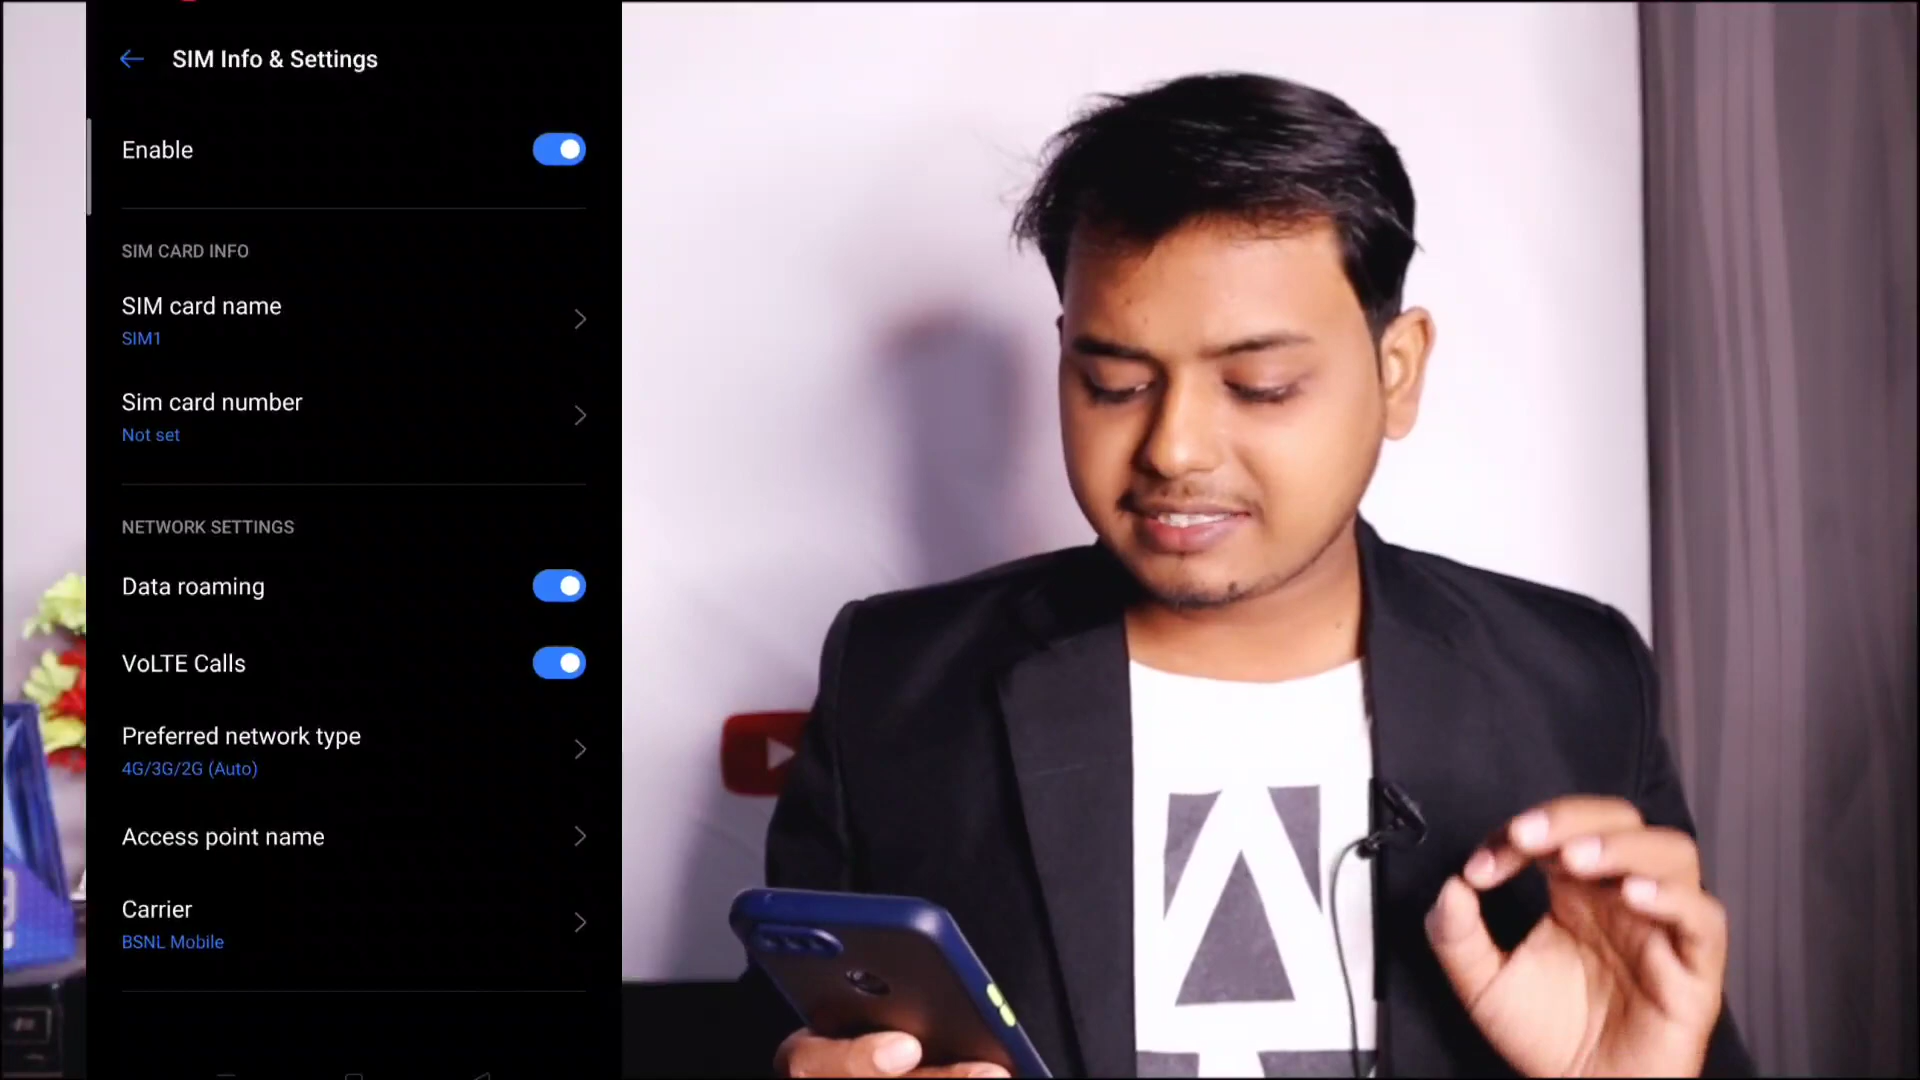 SIM Info & Settings
Enable
SIM CARD INFO
SIM card name
SIM1
Sim card number
Not set
NETWORK SETTINGS
Data roaming
VoLTE Calls
Preferred network type
4G/3G/2G (Auto)
Access point name
Carrier
BSNL Mobile